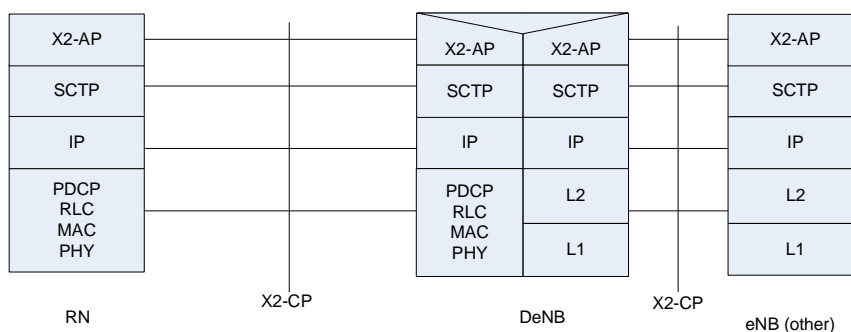 X2-AP
SCTP
IP
PDCP
RLC
MAC
PHY
RN
X2-CP
X2-AP X2-AP
SCTP SCTP
IP IP
PDCP
RLC
MAC
PHY
L2
L1
DeNB
X2-CP
X2-AP
SCTP
IP
L2
L1
eNB (other)